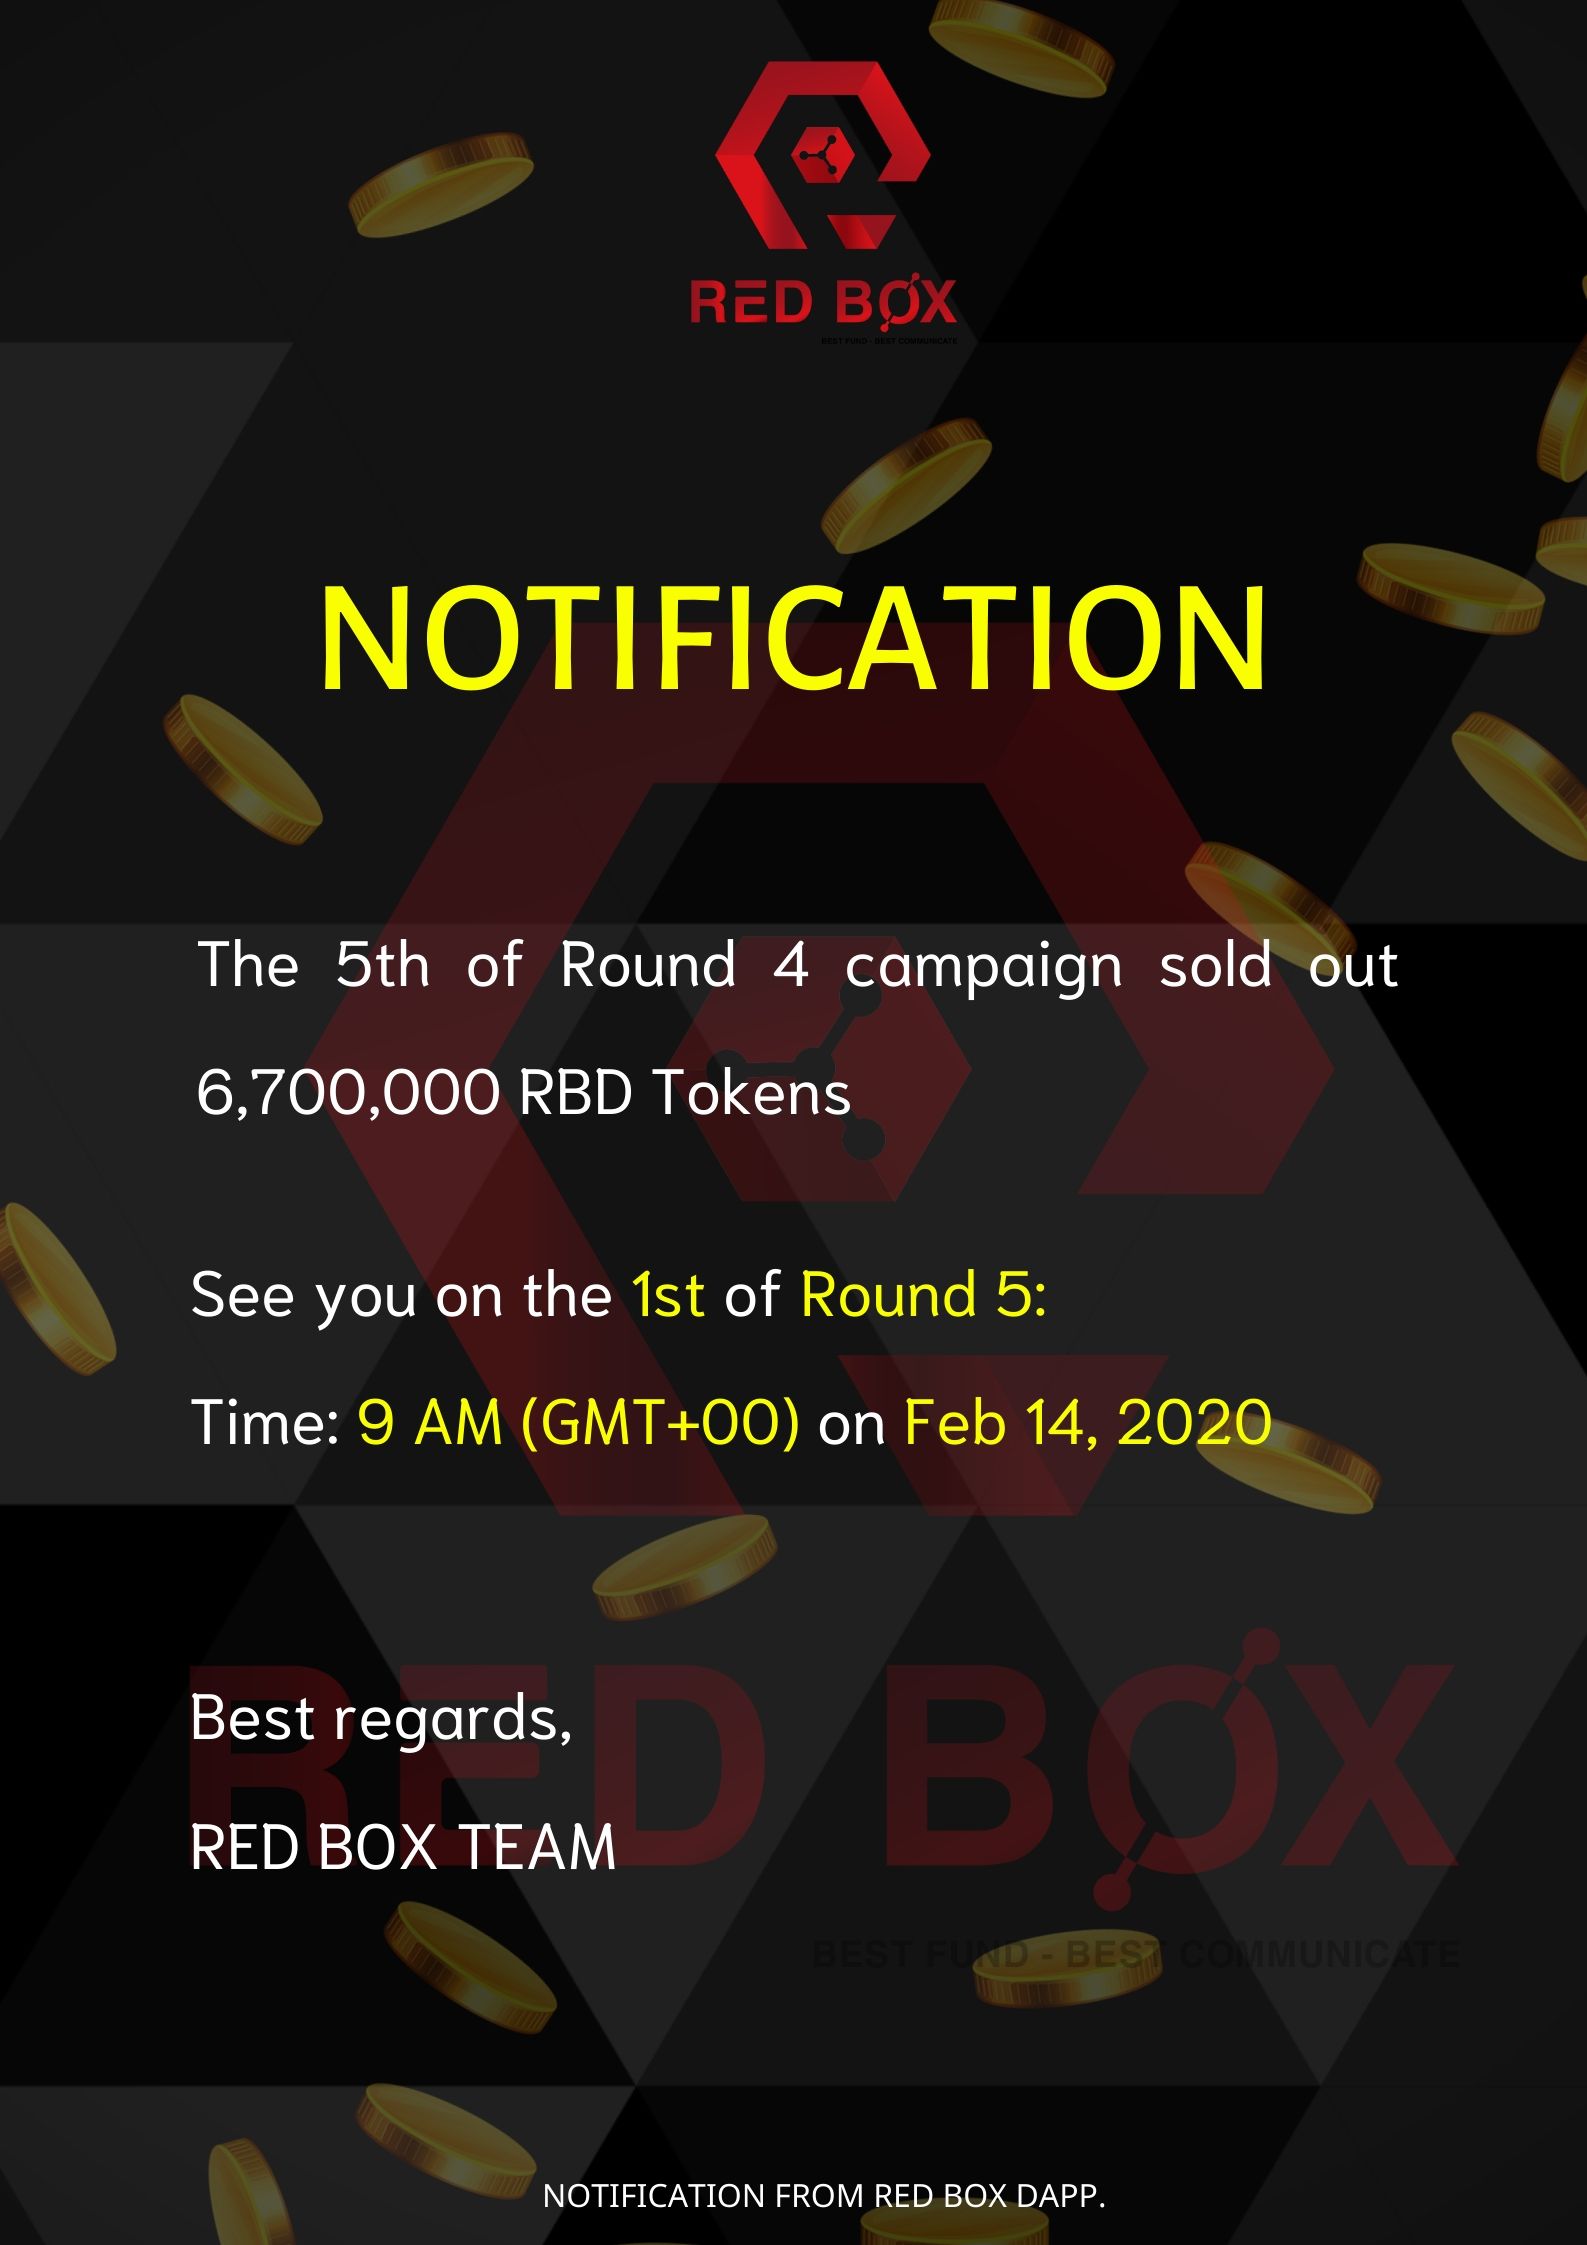 RED BOX
BEST FUND - BEST COMMUNICATE
NOTIFICATION
The 5th of Round 4 campaign sold out
6,700,000 RBD Tokens
See you on the 1st of Round 5:
Time: 9 AM (GMT+00) on Feb 14, 2020
Best regards,
RED BOX TEAM
RED BOX
BEST FUND - BEST COMMUNICATE
NOTIFICATION FROM RED BOX DAPP.